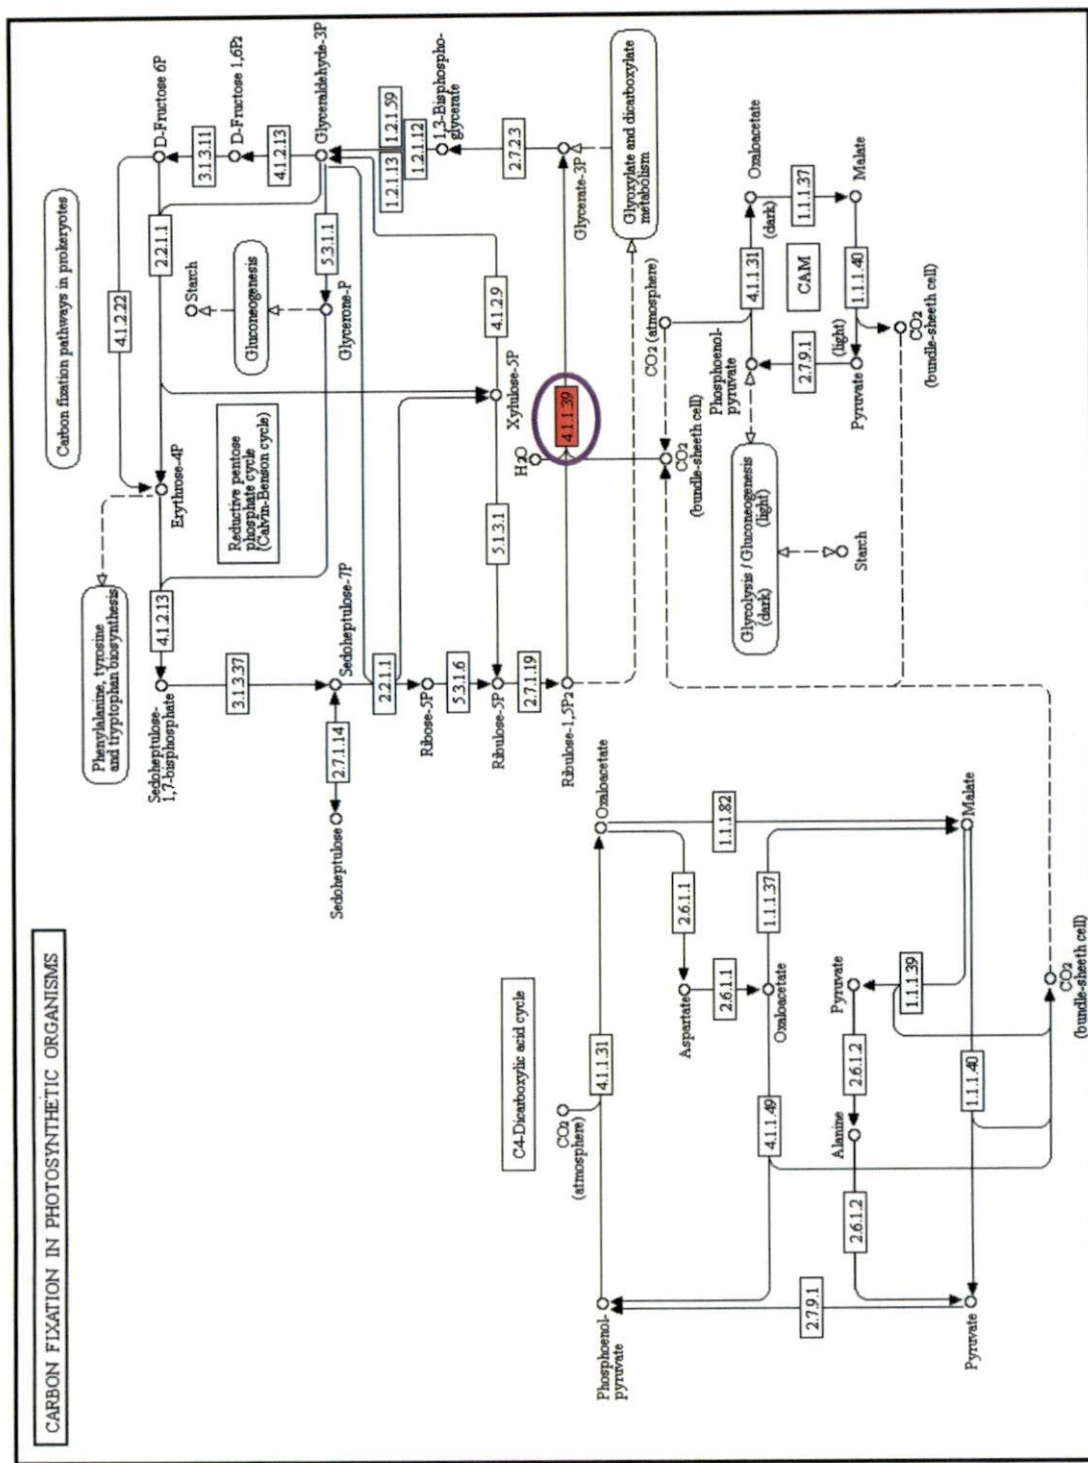 CARBON FIXATION IN PHOTOSYNTHETIC ORGANISMS
Carbon fixation pathways in prokeryotes
Phenylalanine, tyrosine
and tryptophan biosynthesis
4.1.2.22
D-Fructose 6P
3.1.3.11
D-Fructose 1,6P2
4.1.2.13
Glyceraldehyde-3P
Sedoheptulose-
1,7-bisphosphate
4.1.2.13
Erythrose-4P
2.2.1.1
3.1.3.37
Reductive pentose
phosphate cycle
(Calvin-Benson cycle)
Starch
Gluconeogenesis
Glycerone-P
5.3.1.1
1.2.1.13
1.2.1.12
1.2.1.59
1,3-Bisphospho-
glycerate
Sedoheptulose
2.7.1.14
Sedoheptulose-7P
2.2.1.1
Ribose-5P
5.3.1.6
Ribulose-5P
5.1.3.1
Xylulose-5P
4.1.2.9
2.7.2.3
2.7.1.19
Ribulose-1,5P2
H2O
4.1.1.39
Glycerate-3P
Glyoxylate and dicarboxylate
metabolism
C4-Dicarboxylic acid cycle
CO2
(atmosphere)
Phosphoenol-
pyruvate
4.1.1.31
Oxaloacetate
2.6.1.1
Aspartate
2.6.1.1
1.1.1.82
4.1.1.49
Oxaloacetate
1.1.1.37
2.7.9.1
2.6.1.2
Alanine
2.6.1.2
Pyruvate
1.1.1.39
Pyruvate
1.1.1.40
Malate
CO2
(bundle-sheeth cell)
CO2 (atmosphere)
CO2
(bundle-sheeth cell)
Phosphoenol-
pyruvate
4.1.1.31
Oxaloacetate
(dark)
Glycolysis / Gluconeogenesis
(dark)
(light)
2.7.9.1
CAM
1.1.1.37
Starch
Pyruvate
(light)
1.1.1.40
Malate
CO2
(bundle-sheeth cell)